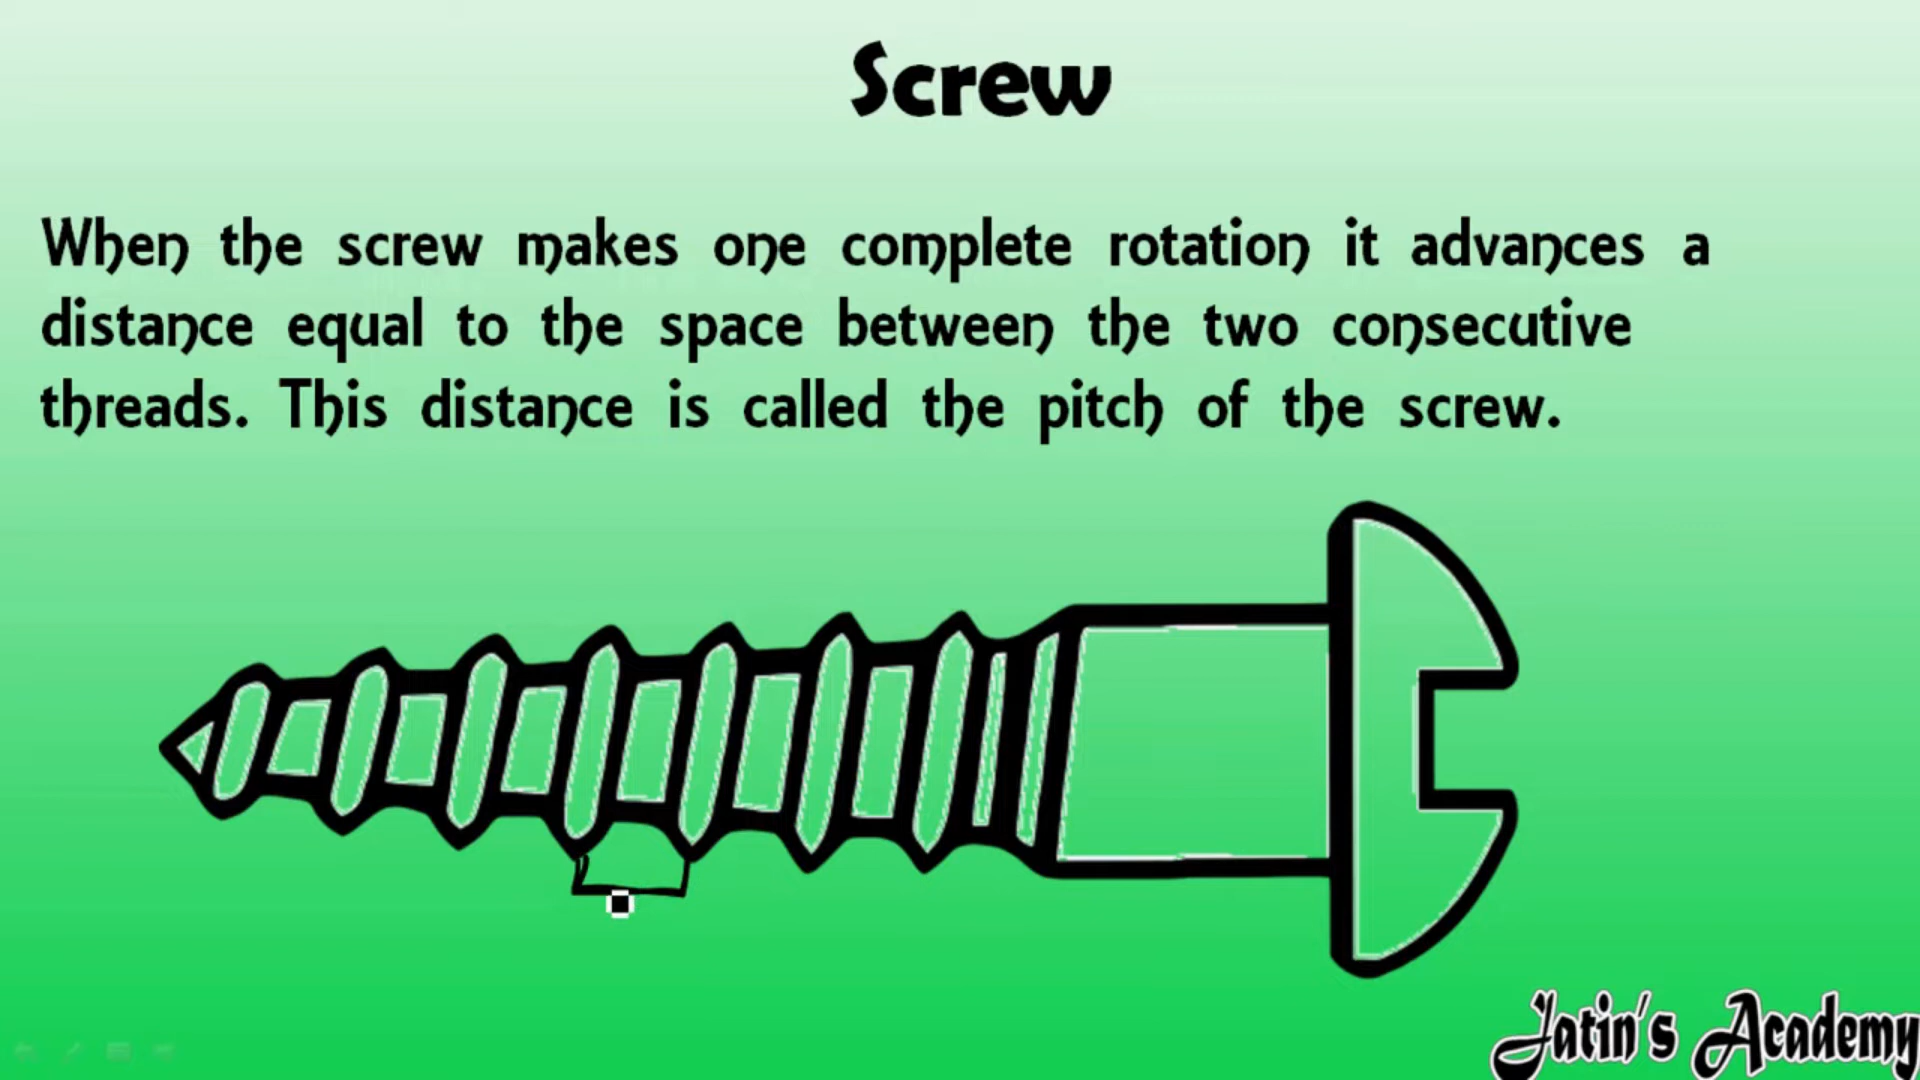 Screw
When the screw makes one complete rotation it advances a
distance equal to the space between the two consecutive
threads. This distance is called the pitch of the screw.
Jatin's Academy